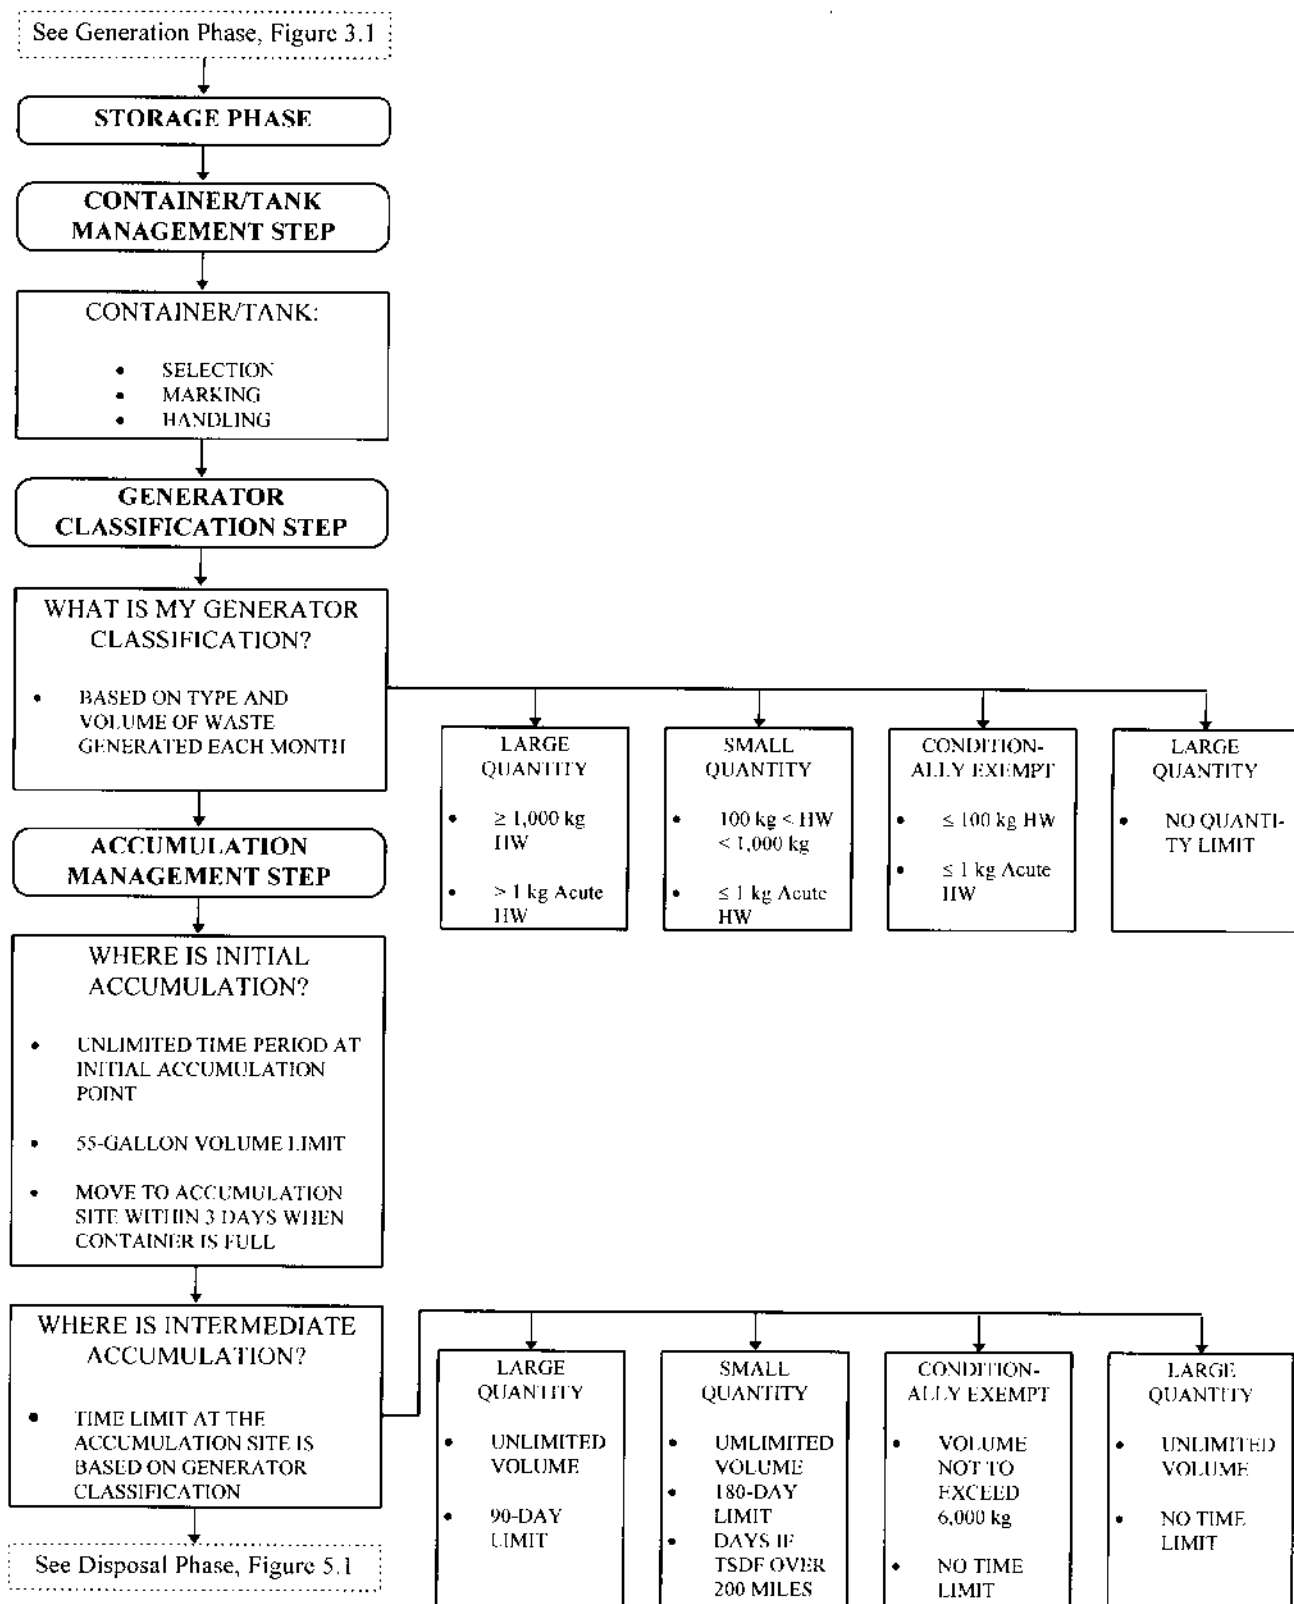 See Generation Phase, Figure 3.1
STORAGE PHASE
CONTAINER/TANK
MANAGEMENT STEP
CONTAINER/TANK:
• SELECTION
• MARKING
• HANDLING
GENERATOR
CLASSIFICATION STEP
WHAT IS MY GENERATOR
CLASSIFICATION?
• BASED ON TYPE AND
VOLUME OF WASTE
GENERATED EACH MONTH
LARGE
QUANTITY
• ≥ 1,000 kg
HW
• > 1 kg Acute
HW
SMALL
QUANTITY
• 100 kg < HW
< 1,000 kg
• ≤ 1 kg Acute
HW
CONDITION-
ALLY EXEMPT
• ≤ 100 kg HW
• ≤ 1 kg Acute
HW
LARGE
QUANTITY
• NO QUANTI-
TY LIMIT
ACCUMULATION
MANAGEMENT STEP
WHERE IS INITIAL
ACCUMULATION?
• UNLIMITED TIME PERIOD AT
INITIAL ACCUMULATION
POINT
• 55-GALLON VOLUME LIMIT
• MOVE TO ACCUMULATION
SITE WITHIN 3 DAYS WHEN
CONTAINER IS FULL
WHERE IS INTERMEDIATE
ACCUMULATION?
• TIME LIMIT AT THE
ACCUMULATION SITE IS
BASED ON GENERATOR
CLASSIFICATION
LARGE
QUANTITY
• UNLIMITED
VOLUME
• 90-DAY
LIMIT
SMALL
QUANTITY
• UMLIMITED
VOLUME
• 180-DAY
LIMIT
• DAYS IF
TSDF OVER
200 MILES
CONDITION-
ALLY EXEMPT
• VOLUME
NOT TO
EXCEED
6,000 kg
• NO TIME
LIMIT
LARGE
QUANTITY
• UNLIMITED
VOLUME
• NO TIME
LIMIT
See Disposal Phase, Figure 5.1